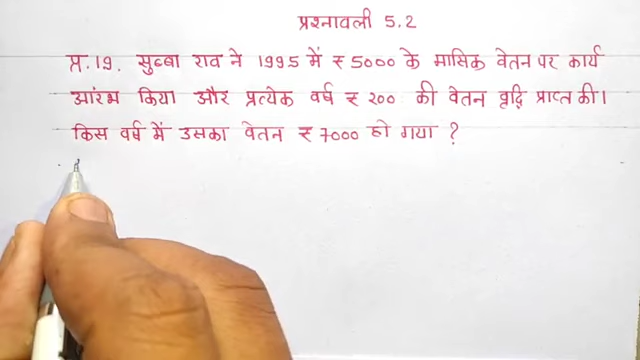 प्रश्नावली 5.2
प्र.19. सुब्बा राव ने 1995 में ₹ 5000 के मासिक वेतन पर कार्य
आरंभ किया और प्रत्येक वर्ष ₹ २०० की वेतन वृद्धि प्राप्त की।
किस वर्ष में उसका वेतन ₹ 7000 हो गया ?